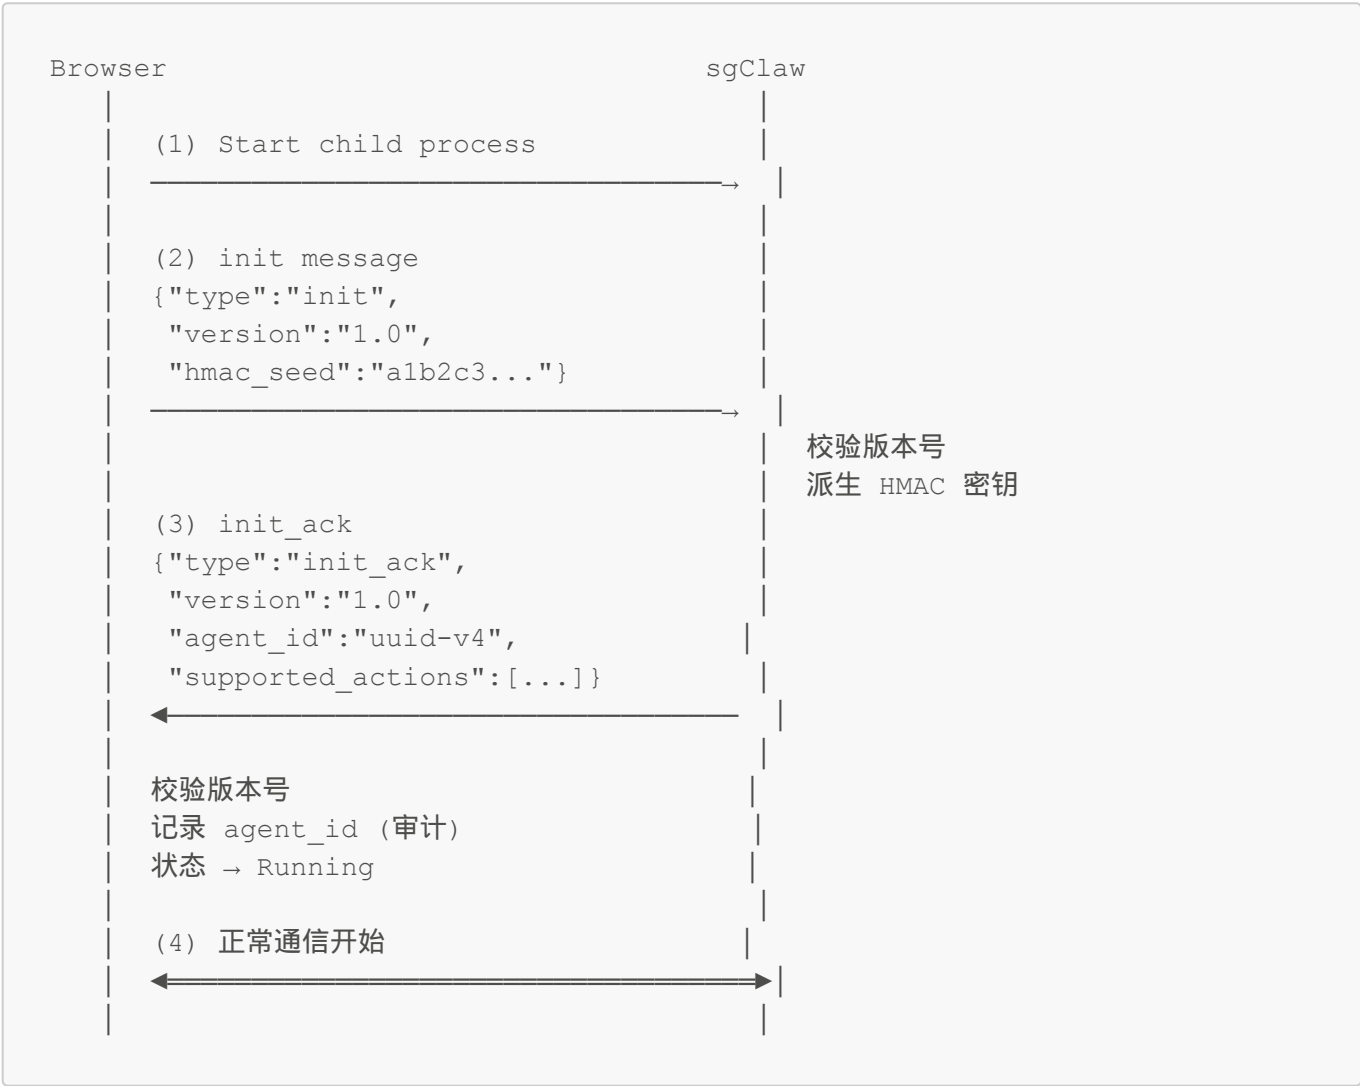 Browser sgClaw
(1) Start child process
(2) init message
{"type":"init",
"version":"1.0",
"hmac_seed":"a1b2c3..."}
校验版本号
派生 HMAC 密钥
(3) init_ack
{"type":"init_ack",
"version":"1.0",
"agent_id":"uuid-v4",
"supported_actions":[...]}
校验版本号
记录 agent_id (审计)
状态 → Running
(4) 正常通信开始